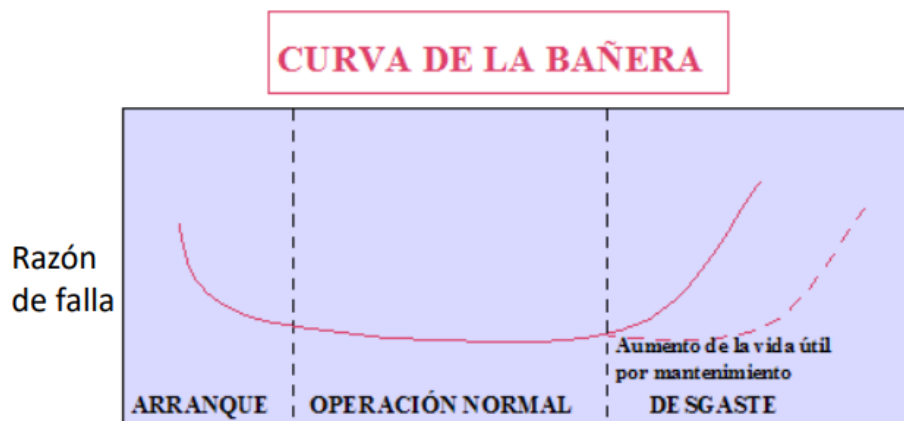 CURVA DE LA BAÑERA
Razón
de falla
Aumento de la vida útil
por mantenimiento
ARRANQUE
OPERACIÓN NORMAL
DESGASTE